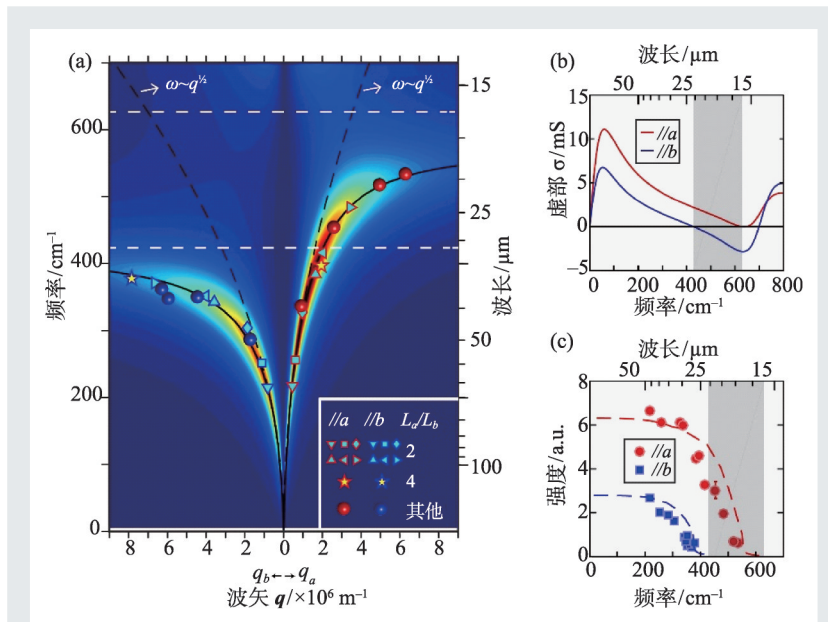 (a)
ω~q^½
ω~q^½
600
400
200
0
频率/cm⁻¹
15
25
50
100
波长/μm
//a //b Lₐ/L_b
2
4
其他
8 6 4 2 0 2 4 6 8
q_b←→qₐ
波矢 q/×10⁶ m⁻¹
(b)
波长/μm
50 25 15
15
10
5
0
−5
虚部 σ/mS
//a
//b
0 200 400 600 800
频率/cm⁻¹
(c)
波长/μm
50 25 15
8
6
4
2
0
强度/a.u.
//a
//b
0 200 400 600
频率/cm⁻¹